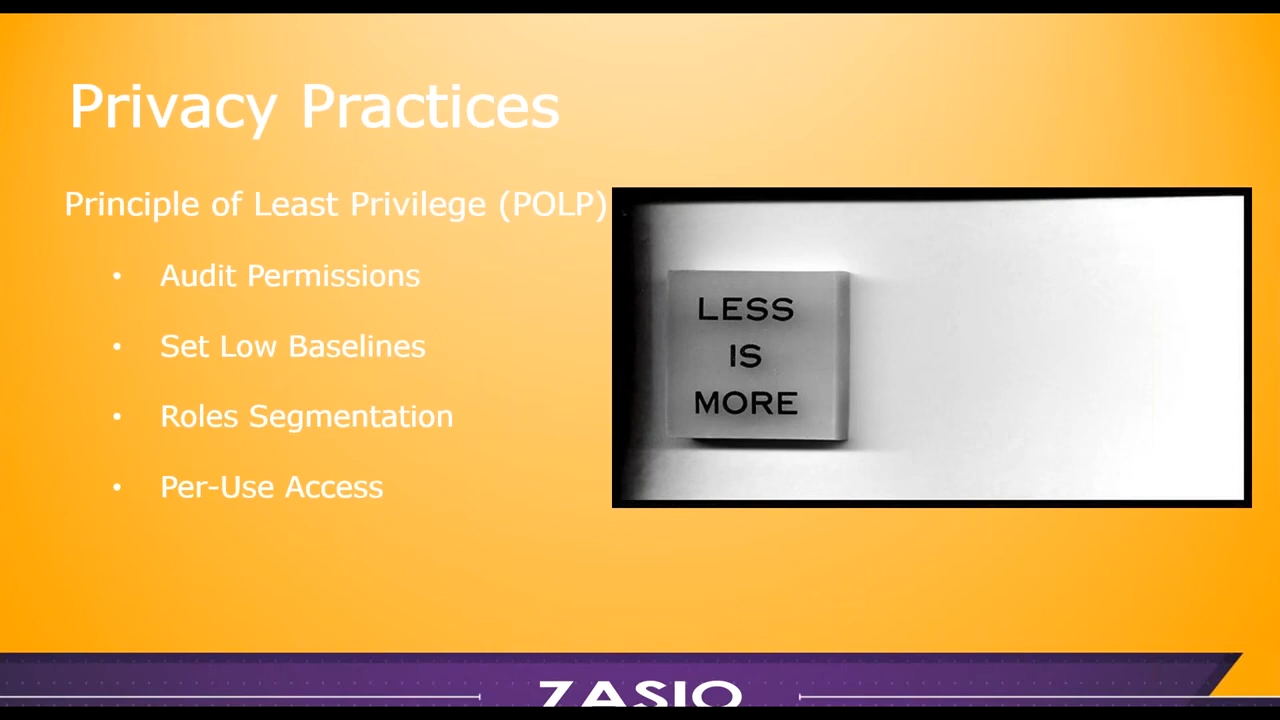 Privacy Practices
Principle of Least Privilege (POLP)
• Audit Permissions
• Set Low Baselines
• Roles Segmentation
• Per-Use Access
LESS
IS
MORE
ZASIO